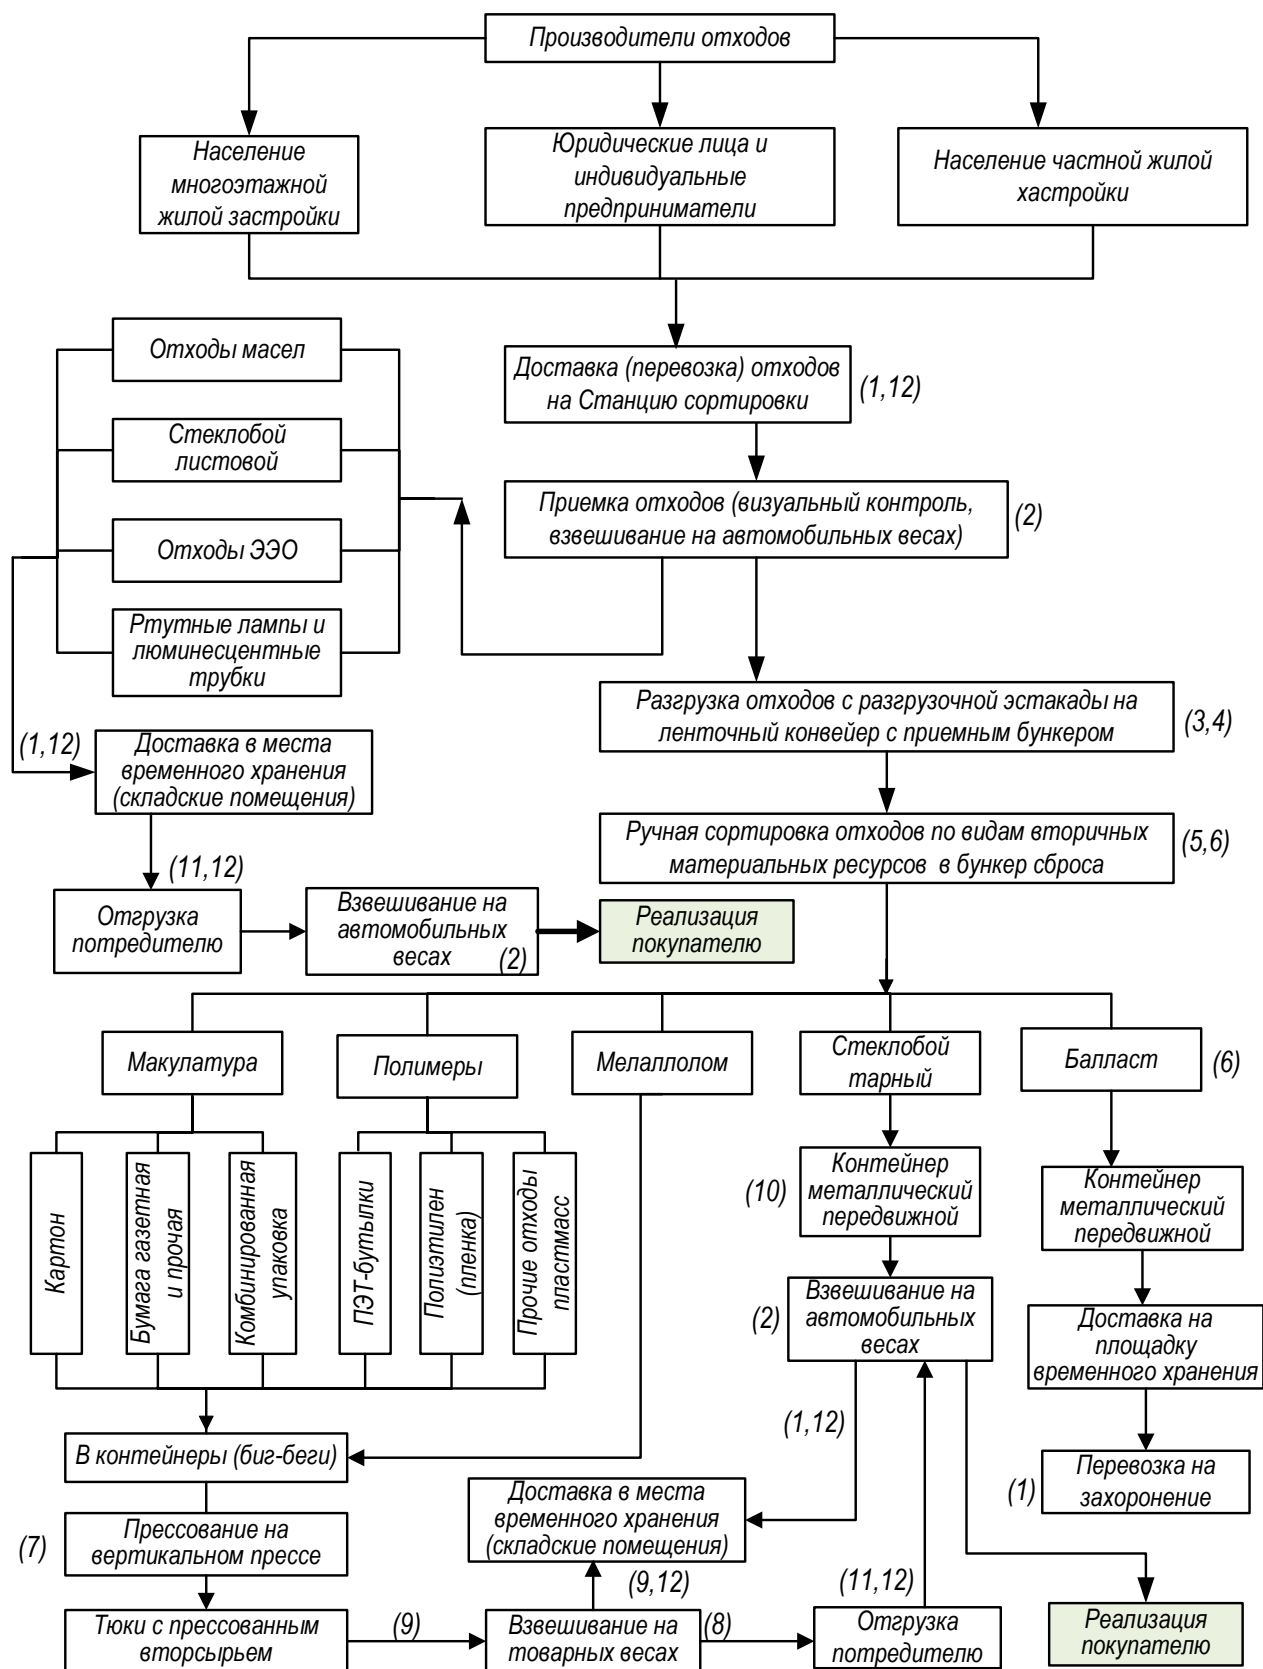 Производители отходов
Население
многоэтажной
жилой застройки
Юридические лица и
индивидуальные
предприниматели
Население частной жилой
хастройки
Отходы масел
Стеклобой
листовой
Отходы ЭЭО
Ртутные лампы и
люминесцентные
трубки
Доставка (перевозка) отходов
на Станцию сортировки
(1,12)
Приемка отходов (визуальный контроль,
взвешивание на автомобильных весах)
(2)
Разгрузка отходов с разгрузочной эстакады на
ленточный конвейер с приемным бункером
(3,4)
(1,12)
Доставка в места
временного хранения
(складские помещения)
Ручная сортировка отходов по видам вторичных
материальных ресурсов в бункер сброса
(5,6)
(11,12)
Отгрузка
потредителю
Взвешивание на
автомобильных
весах
(2)
Реализация
покупателю
Макулатура
Полимеры
Мелаллолом
Стеклобой
тарный
Балласт
(6)
Картон
Бумага газетная
и прочая
Комбинированная
упаковка
ПЭТ-бутылки
Полиэтилен
(пленка)
Прочие отходы
пластмасс
(10)
Контейнер
металлический
передвижной
Контейнер
металлический
передвижной
(2)
Взвешивание на
автомобильных
весах
Доставка на
площадку
временного хранения
(1,12)
В контейнеры (биг-беги)
(1)
Перевозка на
захоронение
Доставка в места
временного хранения
(складские помещения)
(7)
Прессование на
вертикальном прессе
(9,12)
(11,12)
Тюки с прессованным
вторсырьем
(9)
Взвешивание на
товарных весах
(8)
Отгрузка
потредителю
Реализация
покупателю